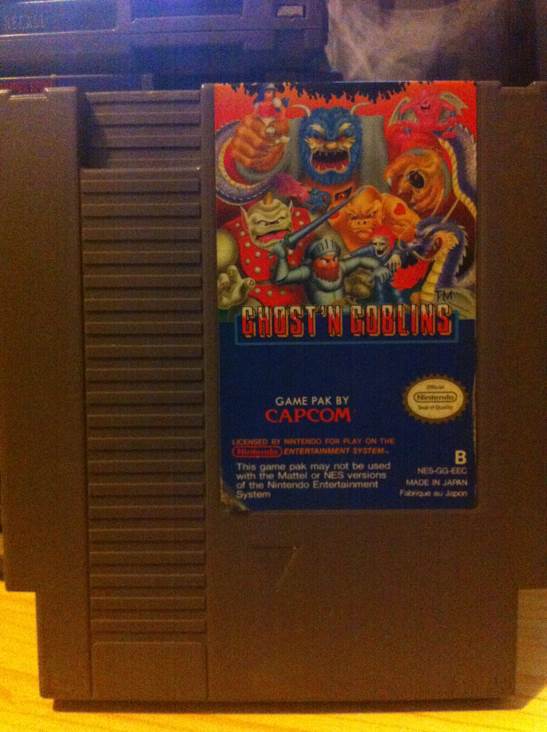 TM
GHOST'N GOBLINS
GAME PAK BY
CAPCOM
Official
Nintendo
Seal of Quality
LICENSED BY NINTENDO FOR PLAY ON THE
Nintendo ENTERTAINMENT SYSTEM
This game pak may not be used
with the Mattel or NES versions
of the Nintendo Entertainment
System
B
NES-GG-EEC
MADE IN JAPAN
Fabriqué au Japon